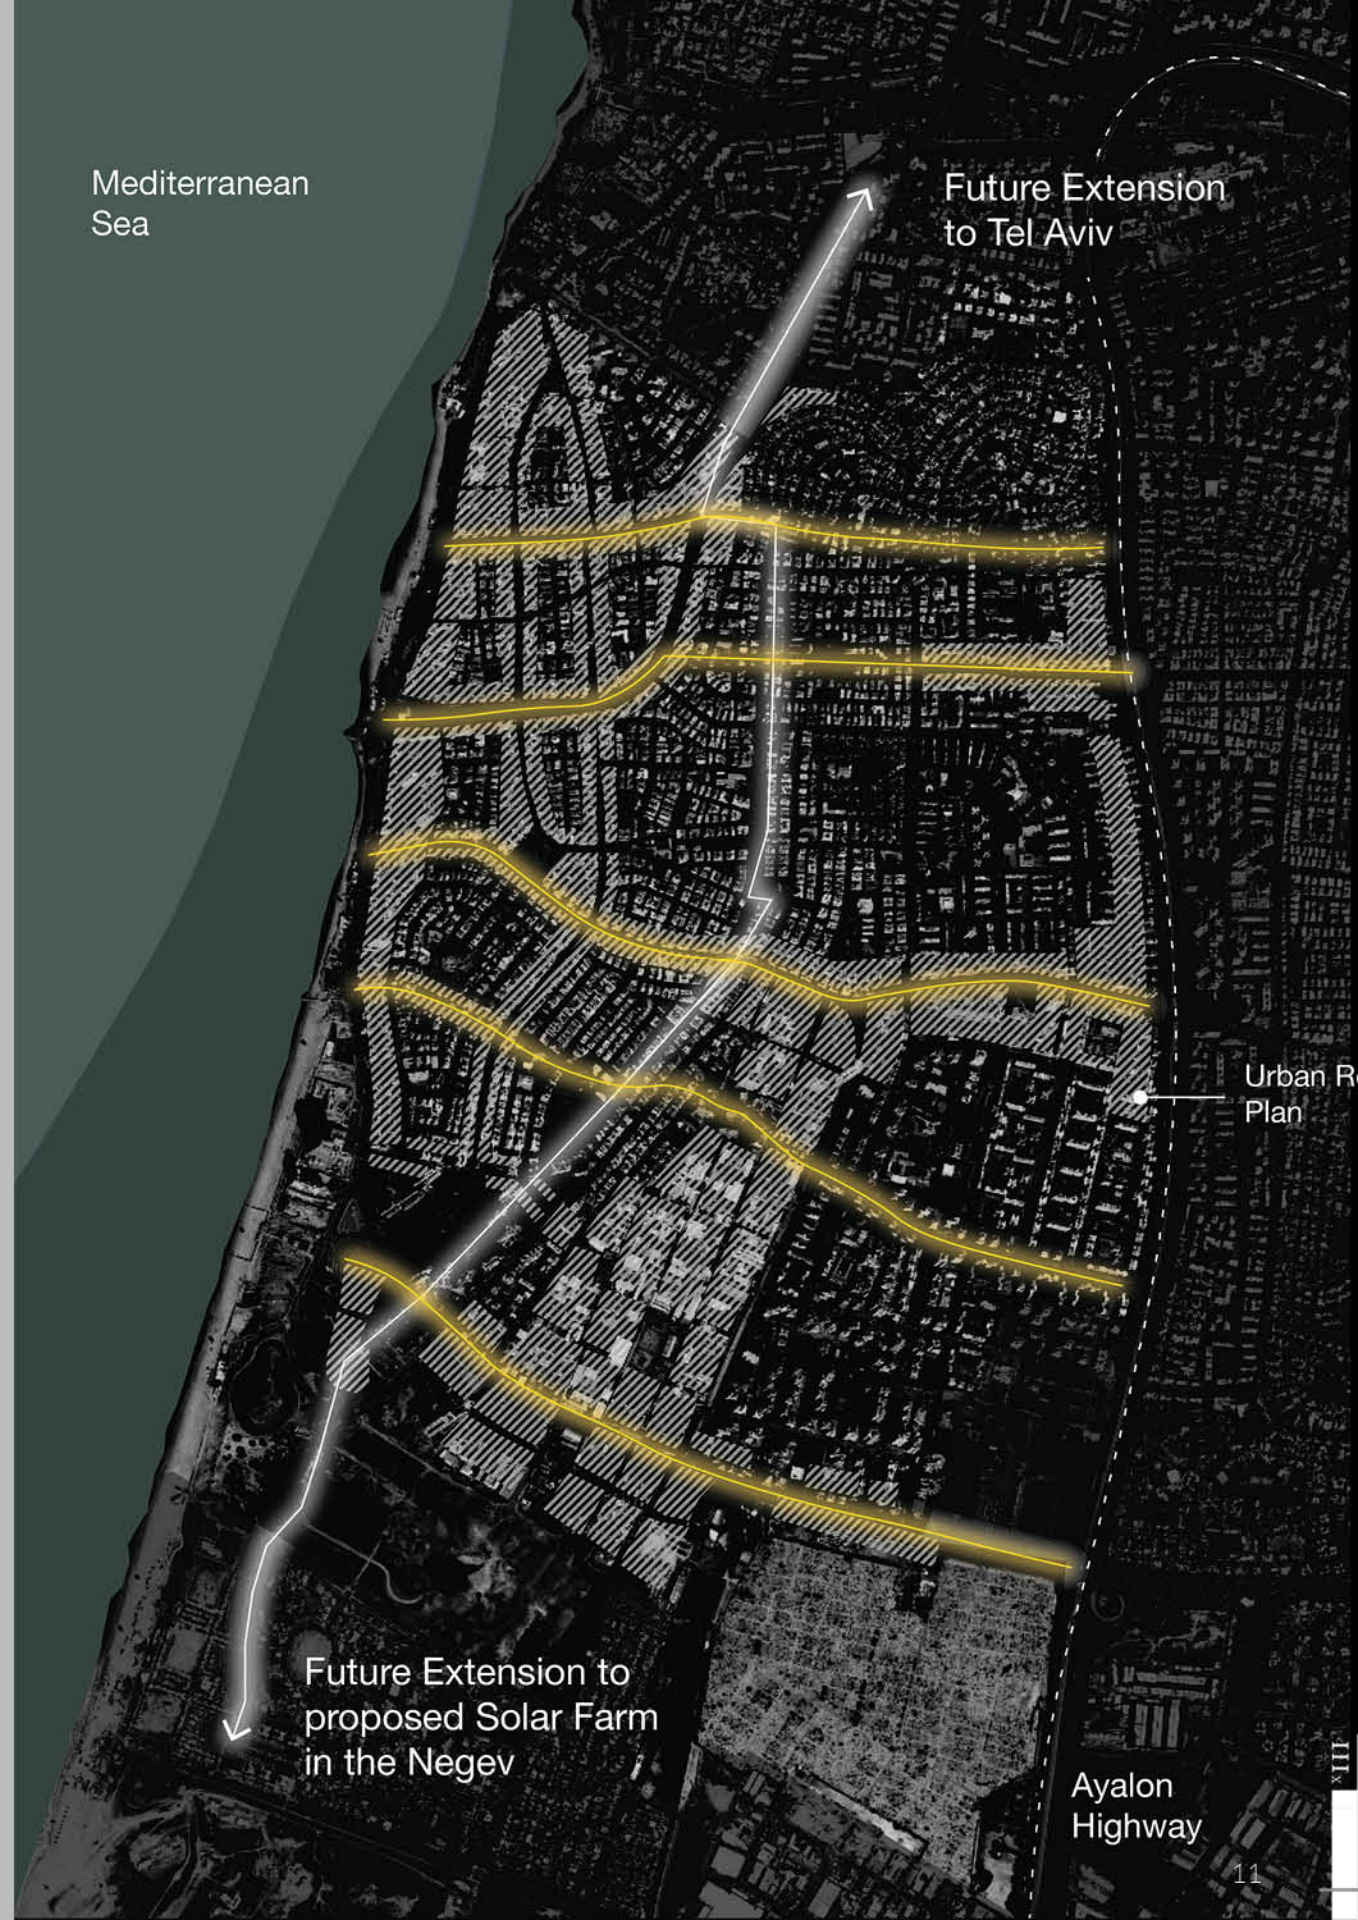 Mediterranean
Sea
Future Extension
to Tel Aviv
Urban R
Plan
Future Extension to
proposed Solar Farm
in the Negev
Ayalon
Highway
11